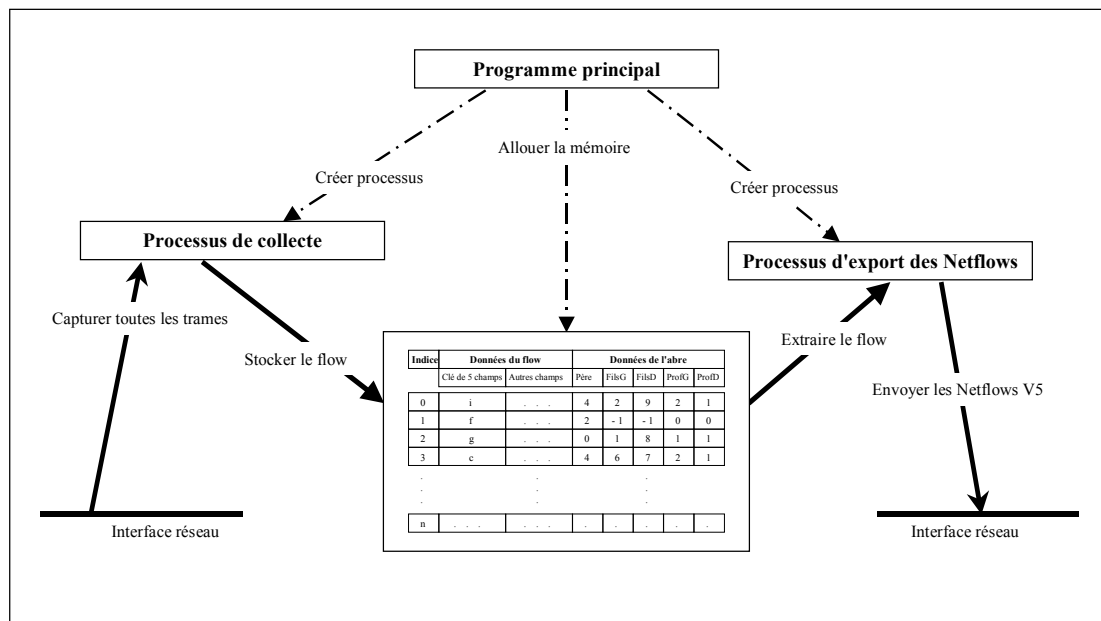 Programme principal
Allouer la mémoire
Créer processus
Créer processus
Processus de collecte
Processus d'export des Netflows
Capturer toutes les trames
Stocker le flow
Extraire le flow
Envoyer les Netflows V5
Indice Données du flow Données de l'abre
Clé de 5 champs Autres champs Père FilsG FilsD ProfG ProfD
0 i . . . 4 2 9 2 1
1 f . . . 2 - 1 - 1 0 0
2 g . . . 0 1 8 1 1
3 c . . . 4 6 7 2 1
. . .
. . .
. . .
n . . . . . . . . . . .
Interface réseau
Interface réseau